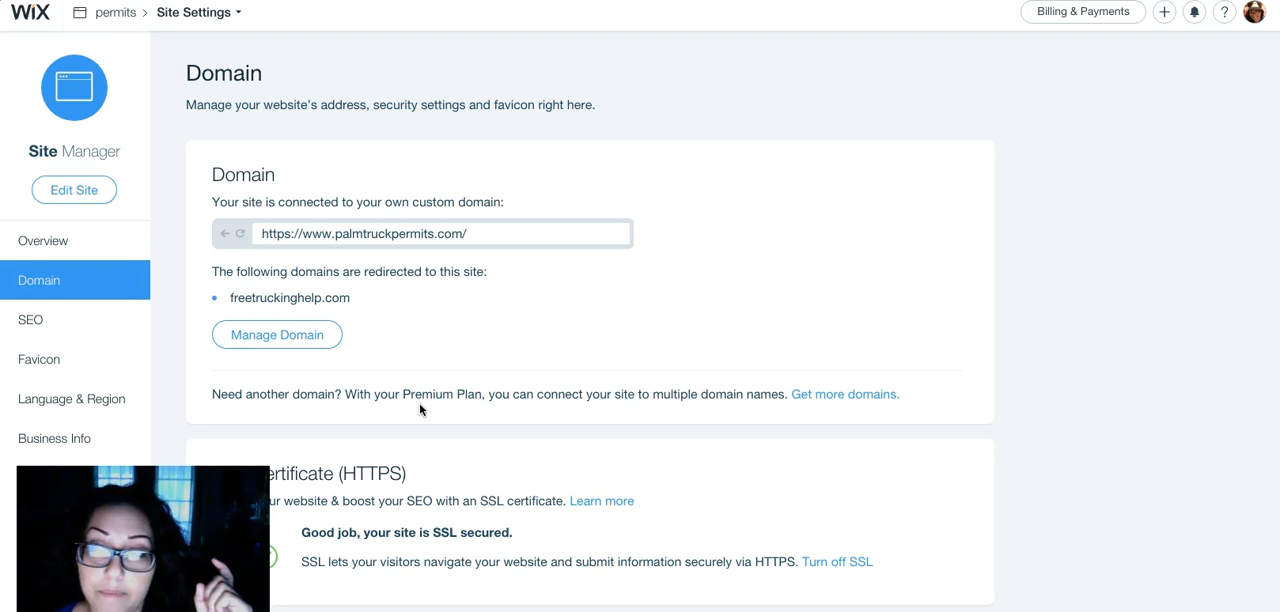 WiX permits > Site Settings Billing & Payments + ?
Site Manager
Edit Site
Overview
Domain
SEO
Favicon
Language & Region
Business Info
Domain
Manage your website's address, security settings and favicon right here.
Domain
Your site is connected to your own custom domain:
https://www.palmtruckpermits.com/
The following domains are redirected to this site:
• freetruckinghelp.com
Manage Domain
Need another domain? With your Premium Plan, you can connect your site to multiple domain names. Get more domains.
ertificate (HTTPS)
ur website & boost your SEO with an SSL certificate. Learn more
Good job, your site is SSL secured.
SSL lets your visitors navigate your website and submit information securely via HTTPS. Turn off SSL